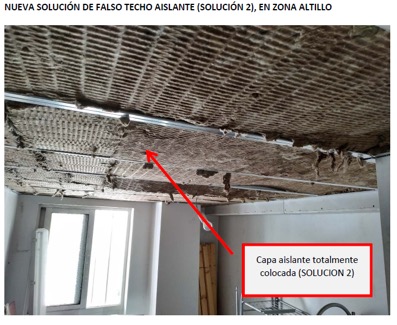 NUEVA SOLUCIÓN DE FALSO TECHO AISLANTE (SOLUCIÓN 2), EN ZONA ALTILLO
Capa aislante totalmente
colocada (SOLUCION 2)